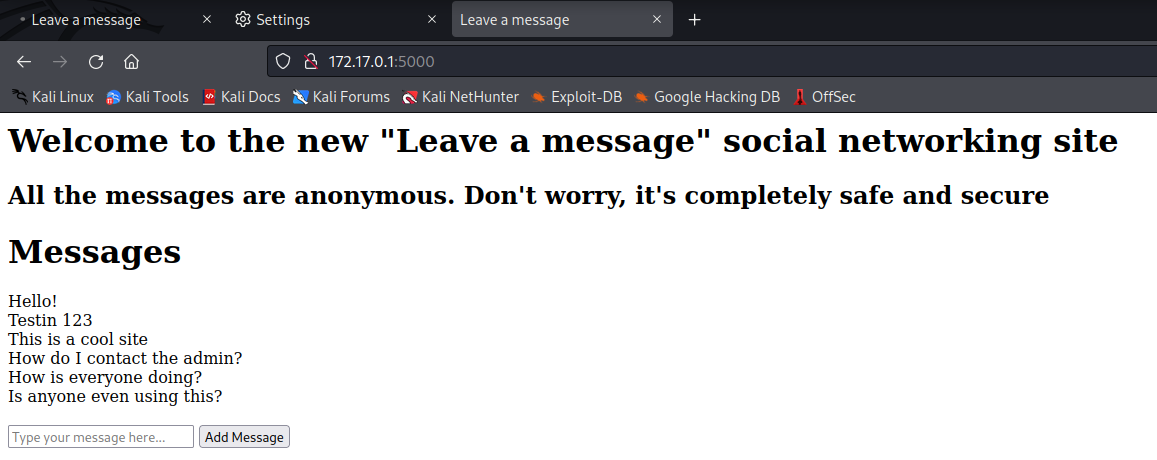 Leave a message
Settings
Leave a message
172.17.0.1:5000
Kali Linux Kali Tools Kali Docs Kali Forums Kali NetHunter Exploit-DB Google Hacking DB OffSec
Welcome to the new "Leave a message" social networking site
All the messages are anonymous. Don't worry, it's completely safe and secure
Messages
Hello!
Testin 123
This is a cool site
How do I contact the admin?
How is everyone doing?
Is anyone even using this?
Type your message here... Add Message